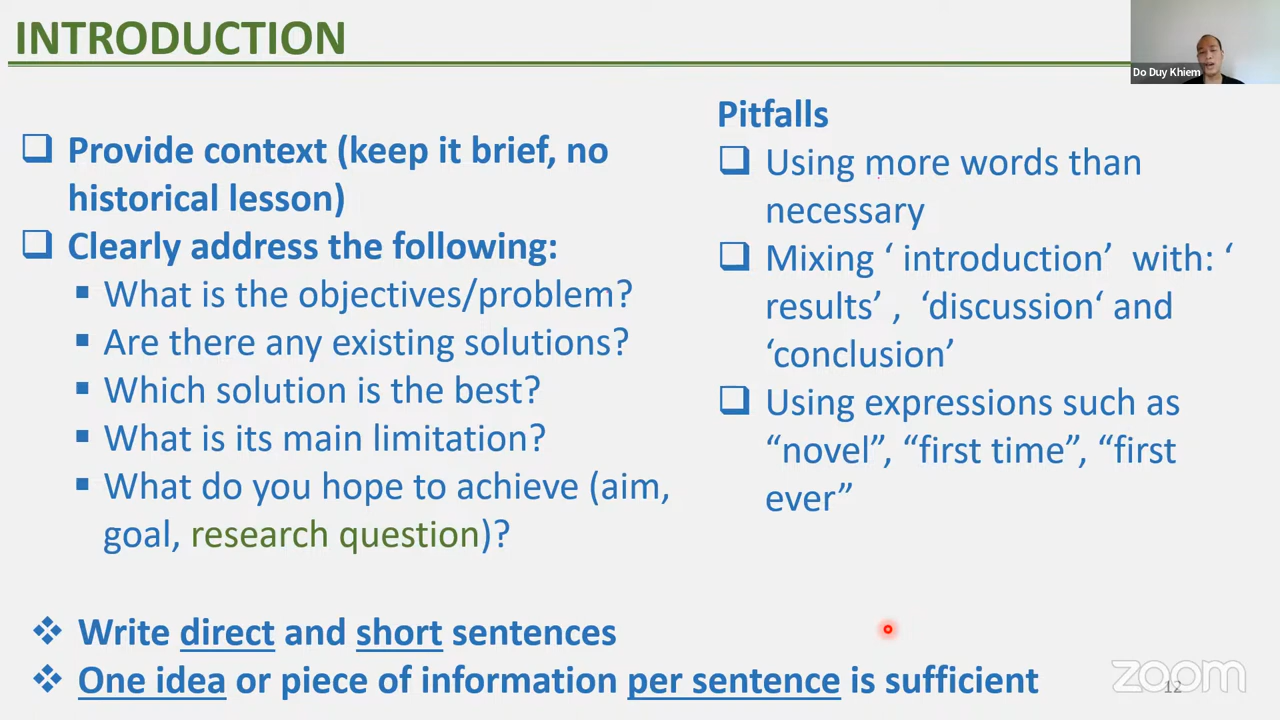 INTRODUCTION
Do Duy Khiem
❑ Provide context (keep it brief, no
historical lesson)
❑ Clearly address the following:
▪ What is the objectives/problem?
▪ Are there any existing solutions?
▪ Which solution is the best?
▪ What is its main limitation?
▪ What do you hope to achieve (aim,
goal, research question)?
Pitfalls
❑ Using more words than
necessary
❑ Mixing ‘ introduction’ with: ‘
results’ , ‘discussion‘ and
‘conclusion’
❑ Using expressions such as
“novel”, “first time”, “first
ever”
❖ Write direct and short sentences
❖ One idea or piece of information per sentence is sufficient
zoom
12